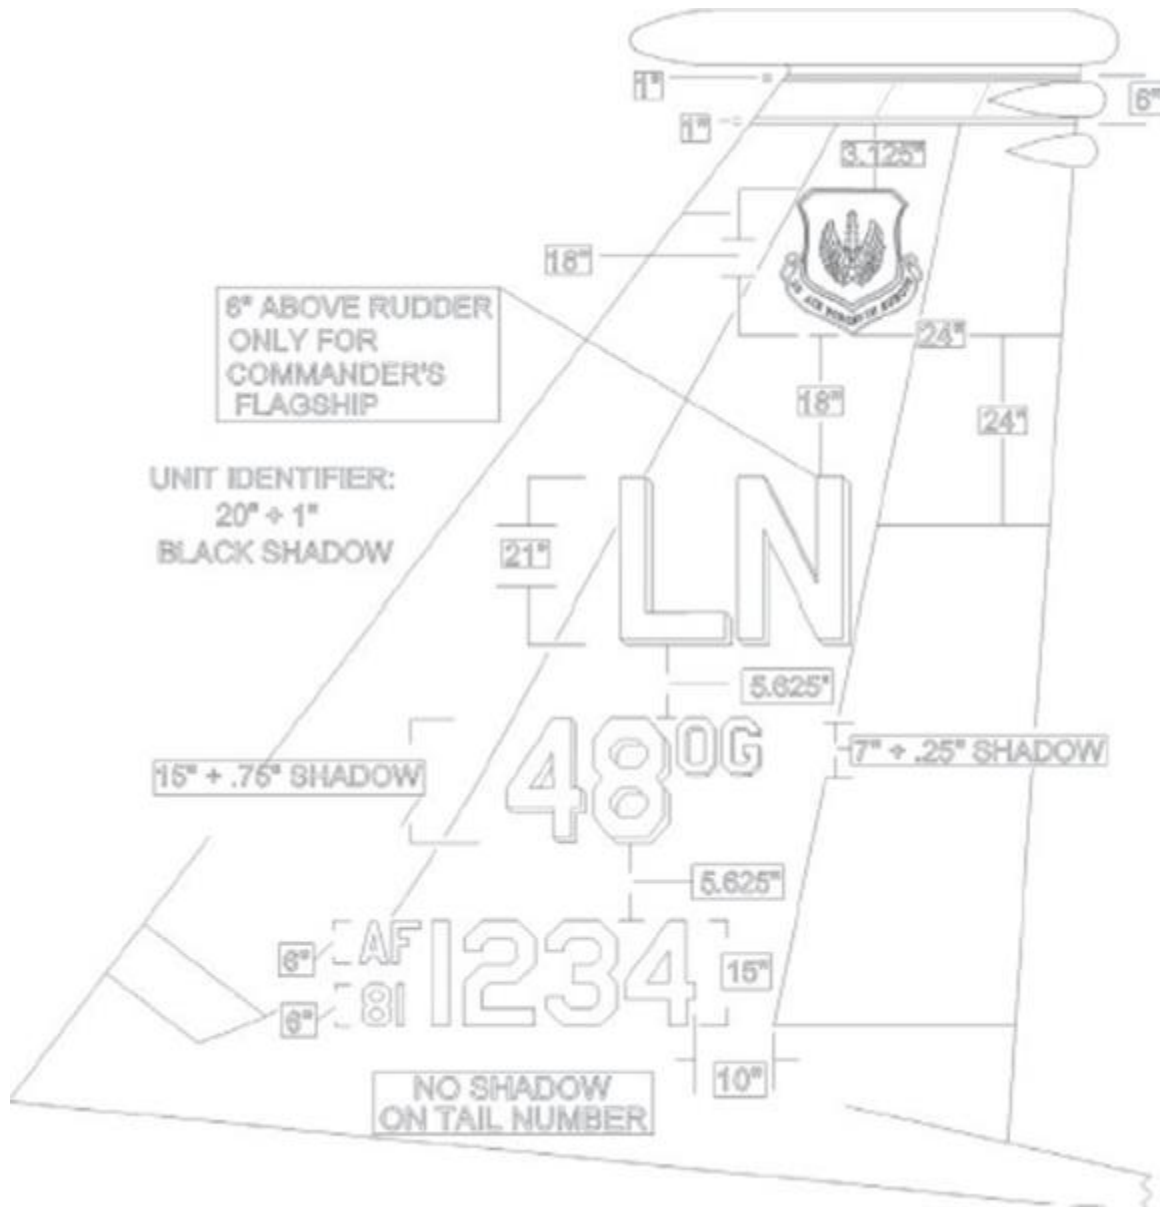 1"
6"
1"
3.125"
18"
6" ABOVE RUDDER
ONLY FOR
COMMANDER'S
FLAGSHIP
24"
18"
24"
UNIT IDENTIFIER:
20" + 1"
BLACK SHADOW
21"
LN
5.625"
48 OG
7" + .25" SHADOW
15" + .75" SHADOW
5.625"
6"
AF
1234
15"
6"
81
10"
NO SHADOW
ON TAIL NUMBER